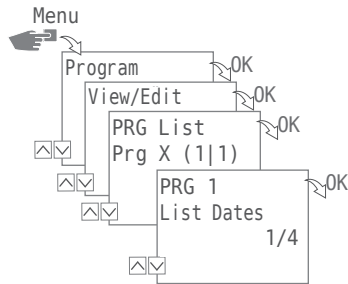 Menu
Program
OK
View/Edit
OK
PRG List
OK
Prg X (1|1)
PRG 1
OK
List Dates
1/4